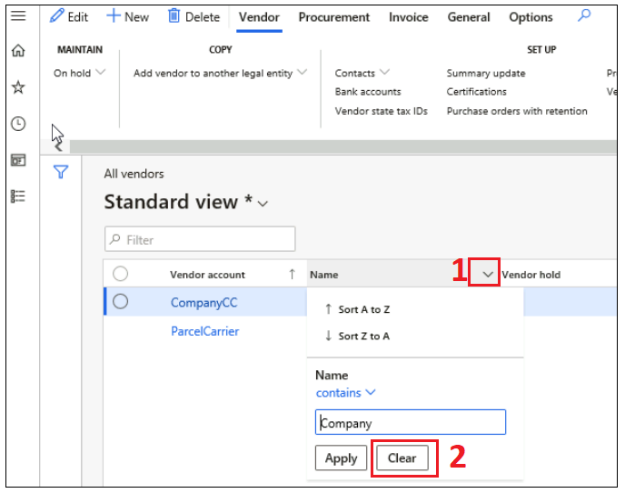 Edit New Delete Vendor Procurement Invoice General Options
MAINTAIN COPY SET UP
On hold Add vendor to another legal entity Contacts Summary update Pr
Bank accounts Certifications Ve
Vendor state tax IDs Purchase orders with retention
All vendors
Standard view *
Filter
Vendor account Name 1 Vendor hold
CompanyCC
Sort A to Z
ParcelCarrier
Sort Z to A
Name
contains
Company
Apply Clear 2